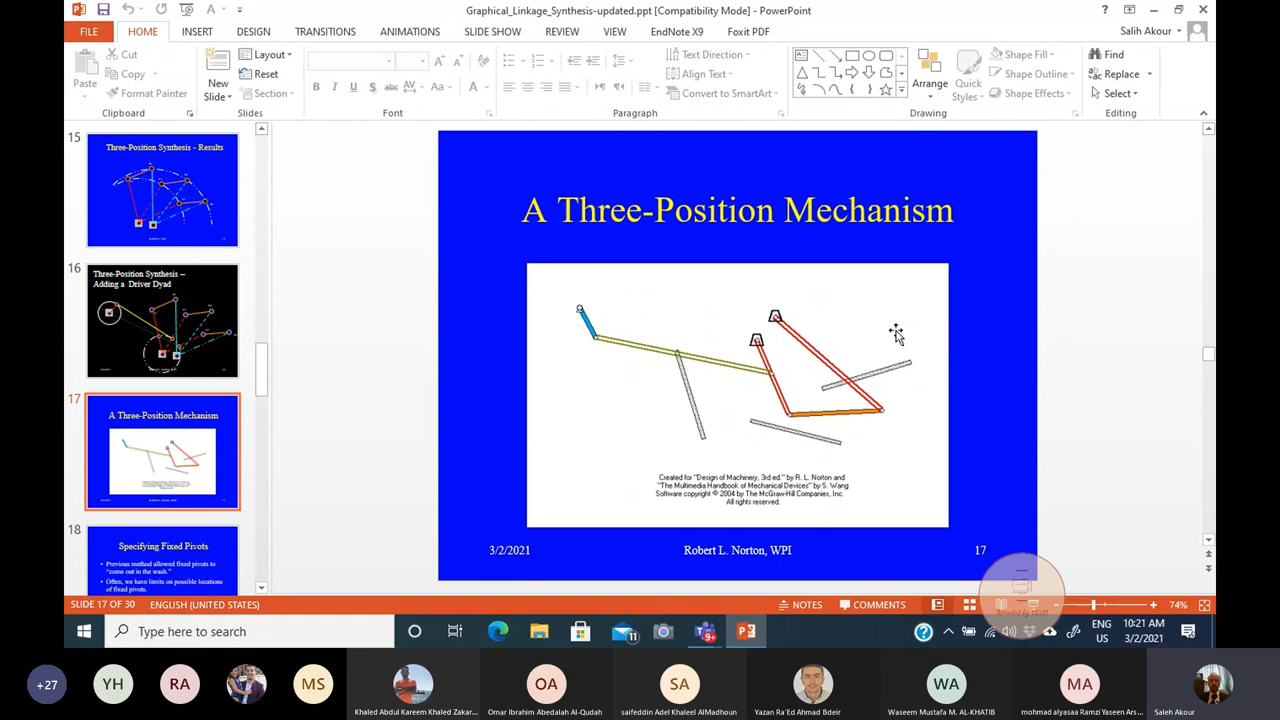 Graphical_Linkage_Synthesis-updated.ppt [Compatibility Mode] - PowerPoint
FILE HOME INSERT DESIGN TRANSITIONS ANIMATIONS SLIDE SHOW REVIEW VIEW EndNote X9 Foxit PDF Salih Akour
Paste
Cut
Copy
Format Painter
Clipboard
New
Slide
Layout
Reset
Section
Slides
Font
Text Direction
Align Text
Convert to SmartArt
Paragraph
Arrange
Quick
Styles
Shape Fill
Shape Outline
Shape Effects
Drawing
Find
Replace
Select
Editing
15
Three-Position Synthesis - Results
16
Three-Position Synthesis –
Adding a Driver Dyad
17
A Three-Position Mechanism
18
Specifying Fixed Pivots
• Previous method allowed fixed pivots to
"come out in the wash."
• Often, we have limits on possible locations
of fixed pivots.
A Three-Position Mechanism
Created for "Design of Machinery, 3rd ed." by R. L. Norton and
"The Multimedia Handbook of Mechanical Devices" by S. Wang
Software copyright © 2004 by The McGraw-Hill Companies, Inc.
All rights reserved.
3/2/2021 Robert L. Norton, WPI 17
SLIDE 17 OF 30 ENGLISH (UNITED STATES) NOTES COMMENTS 74%
Type here to search
11
9+
ENG
US
10:21 AM
3/2/2021
+27 YH RA MS OA SA WA MA
Khaled Abdul Kareem Khaled Zakar... Omar Ibrahim Abedalah Al-Qudah saifeddin Adel Khaleel AlMadhoun Yazan Ra'Ed Ahmad Bdeir Waseem Mustafa M. AL-KHATIB mohmad alyasaa Ramzi Yaseen Ars... Saleh Akour